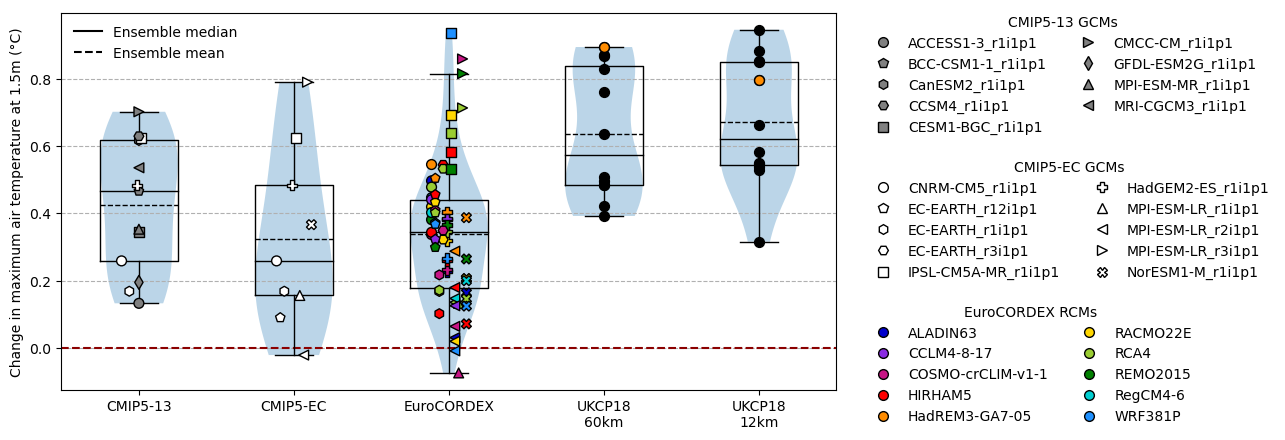 Change in maximum air temperature at 1.5m (°C)
Ensemble median
Ensemble mean
0.8
0.6
0.4
0.2
0.0
CMIP5-13
CMIP5-EC
EuroCORDEX
UKCP18
60km
UKCP18
12km
CMIP5-13 GCMs
ACCESS1-3_r1i1p1
BCC-CSM1-1_r1i1p1
CanESM2_r1i1p1
CCSM4_r1i1p1
CESM1-BGC_r1i1p1
CMCC-CM_r1i1p1
GFDL-ESM2G_r1i1p1
MPI-ESM-MR_r1i1p1
MRI-CGCM3_r1i1p1
CMIP5-EC GCMs
CNRM-CM5_r1i1p1
EC-EARTH_r12i1p1
EC-EARTH_r1i1p1
EC-EARTH_r3i1p1
IPSL-CM5A-MR_r1i1p1
HadGEM2-ES_r1i1p1
MPI-ESM-LR_r1i1p1
MPI-ESM-LR_r2i1p1
MPI-ESM-LR_r3i1p1
NorESM1-M_r1i1p1
EuroCORDEX RCMs
ALADIN63
CCLM4-8-17
COSMO-crCLIM-v1-1
HIRHAM5
HadREM3-GA7-05
RACMO22E
RCA4
REMO2015
RegCM4-6
WRF381P